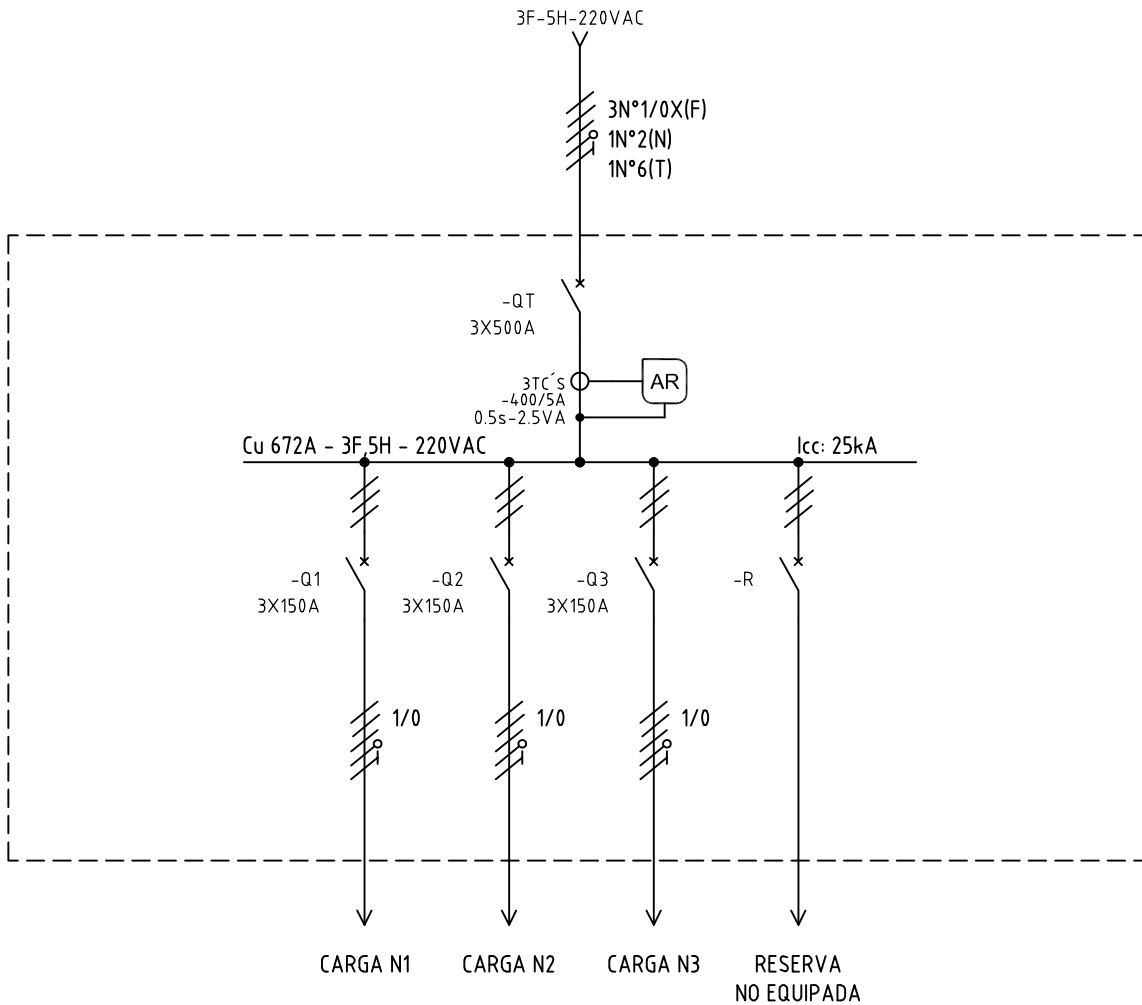 3F-5H-220VAC
3N°1/0X(F)
1N°2(N)
1N°6(T)
-QT
3X500A
3TC´S
-400/5A
0.5s-2.5VA
AR
Cu 672A - 3F,5H - 220VAC
Icc: 25kA
-Q1
3X150A
-Q2
3X150A
-Q3
3X150A
-R
1/0
1/0
1/0
CARGA N1
CARGA N2
CARGA N3
RESERVA
NO EQUIPADA